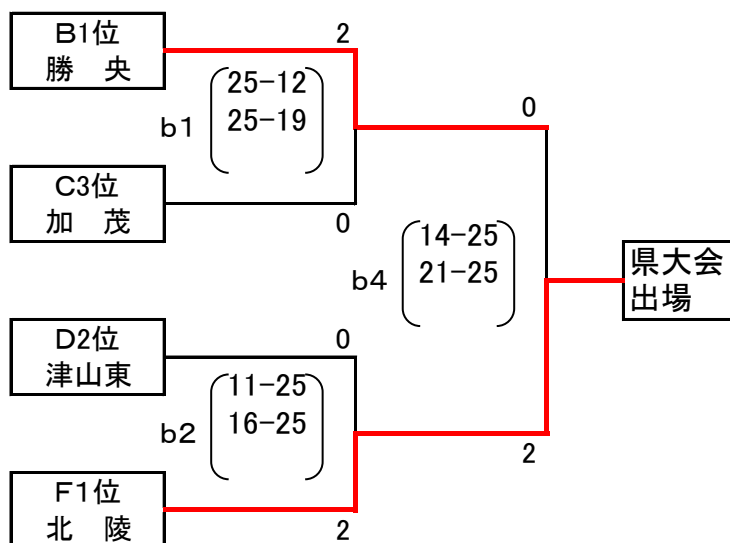 B1位
勝 央
2
b1
25-12
25-19
0
C3位
加 茂
0
b4
14-25
21-25
県大会
出場
D2位
津山東
0
b2
11-25
16-25
2
F1位
北 陵
2